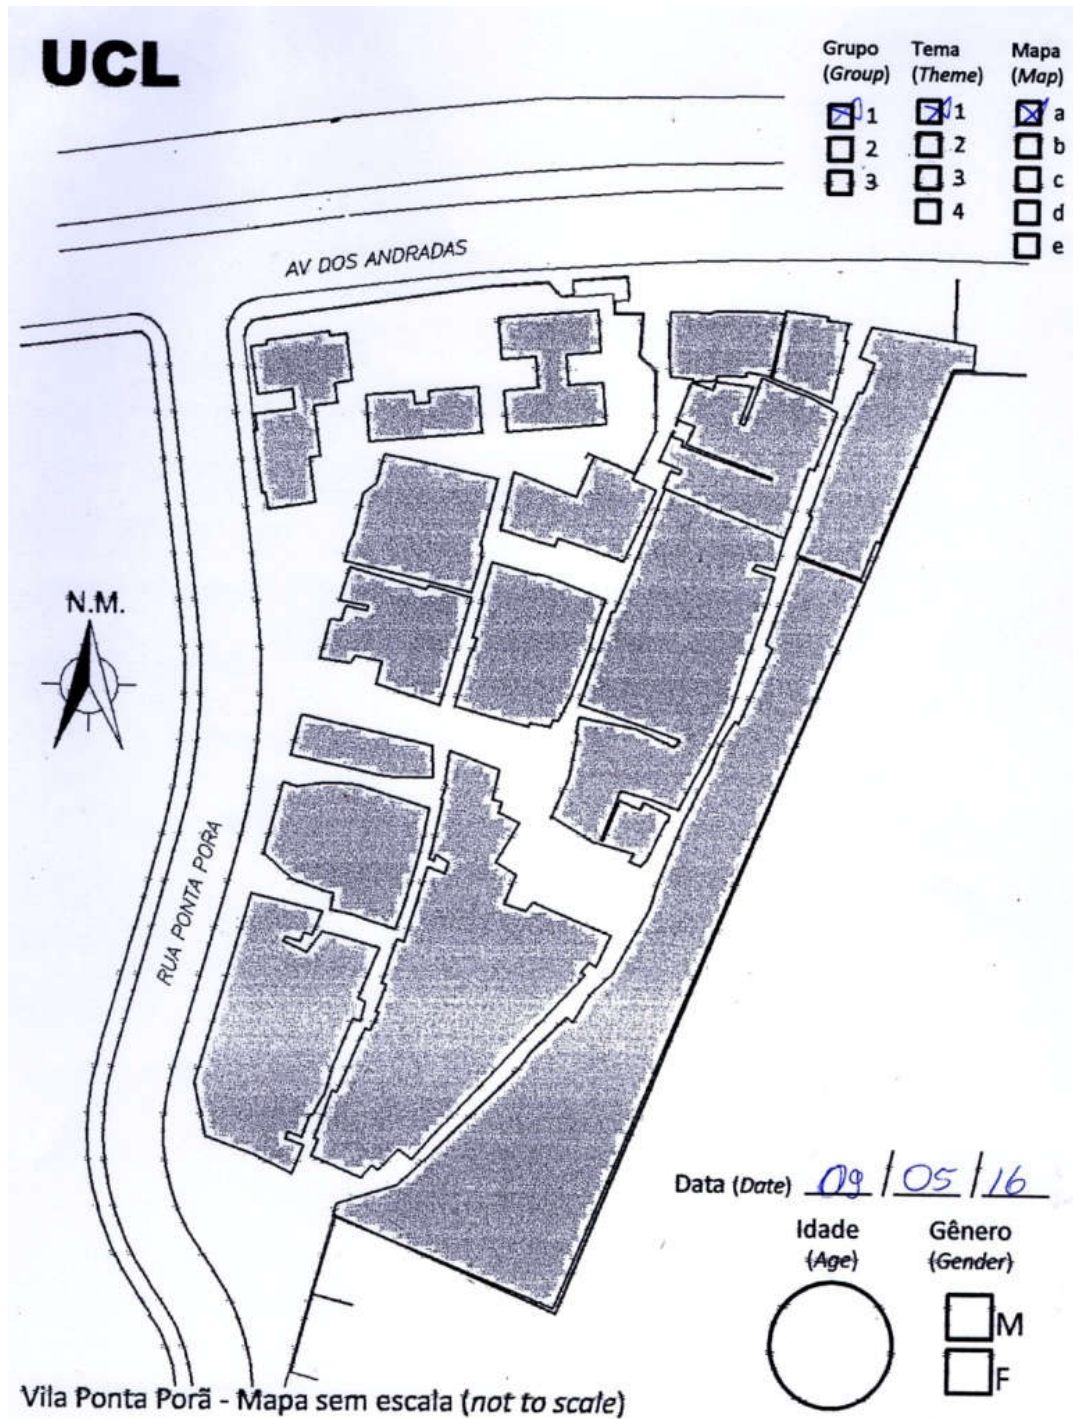 UCL
Grupo Tema Mapa
(Group) (Theme) (Map)
1 1 a
2 2 b
3 3 c
4 d
e
AV DOS ANDRADAS
N.M.
RUA PONTA PORÃ
Data (Date) 09/05/16
Idade Gênero
(Age) (Gender)
M
F
Vila Ponta Porã - Mapa sem escala (not to scale)